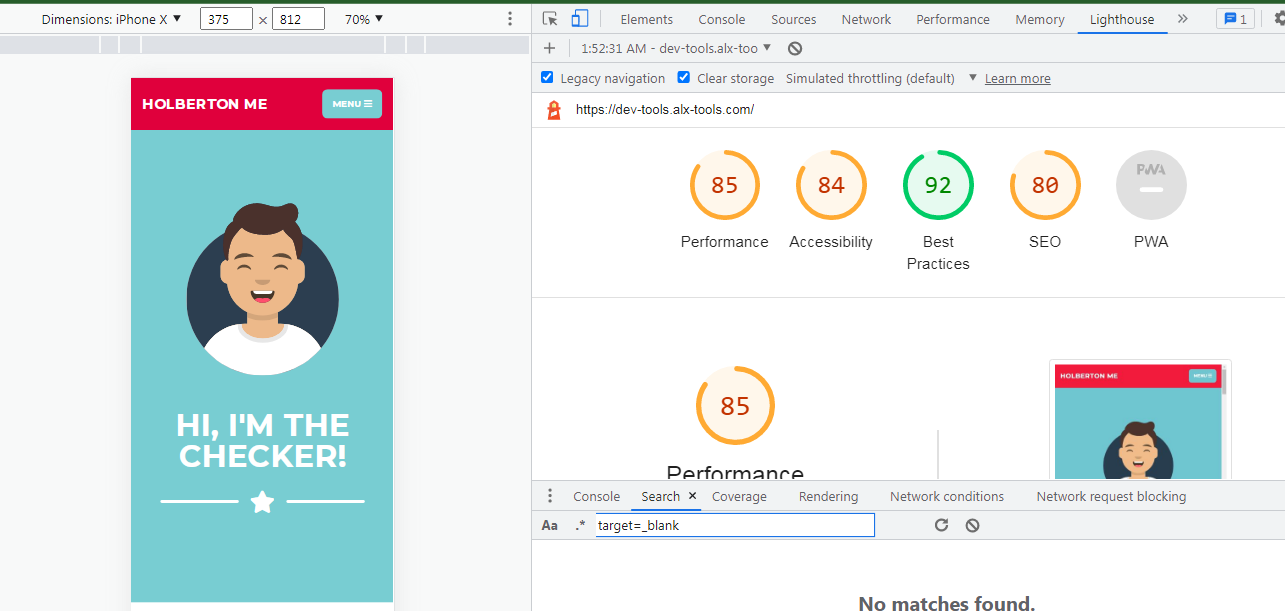 Dimensions: iPhone X ▼ 375 × 812 70% ▼
HOLBERTON ME
MENU ☰
HI, I'M THE
CHECKER!
Elements Console Sources Network Performance Memory Lighthouse » 1
+ 1:52:31 AM - dev-tools.alx-too ▼
Legacy navigation Clear storage Simulated throttling (default) ▼ Learn more
https://dev-tools.alx-tools.com/
85 84 92 80 PWA
Performance Accessibility Best SEO PWA
Practices
85
Performance
HOLBERTON ME
MENU ☰
Console Search × Coverage Rendering Network conditions Network request blocking
Aa .* target=_blank
No matches found.